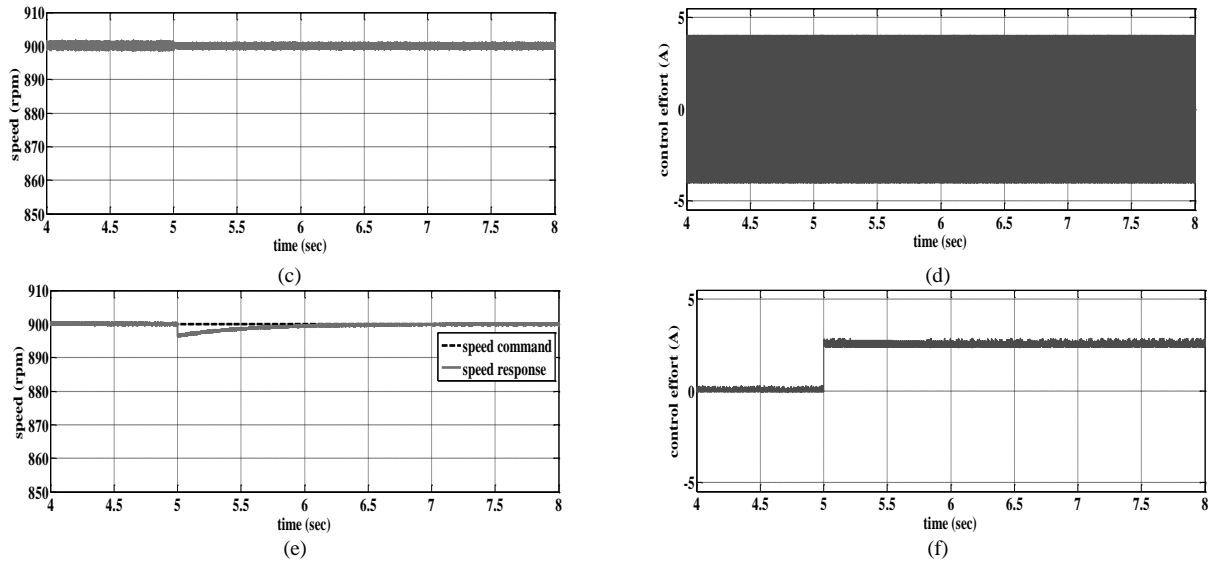 910
900
890
880
870
860
850
speed (rpm)
4 4.5 5 5.5 6 6.5 7 7.5 8
time (sec)
(c)
5
0
-5
control effort (A)
4 4.5 5 5.5 6 6.5 7 7.5 8
time (sec)
(d)
910
900
890
880
870
860
850
speed (rpm)
speed command
speed response
4 4.5 5 5.5 6 6.5 7 7.5 8
time (sec)
(e)
5
0
-5
control effort (A)
4 4.5 5 5.5 6 6.5 7 7.5 8
time (sec)
(f)